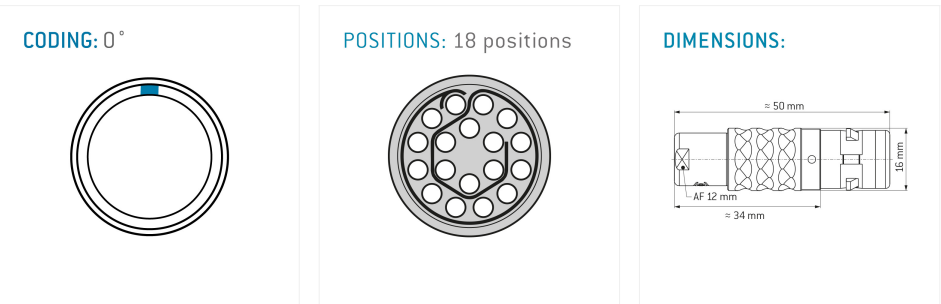 CODING: 0°
POSITIONS: 18 positions
DIMENSIONS:
≈ 50 mm
16 mm
AF 12 mm
≈ 34 mm